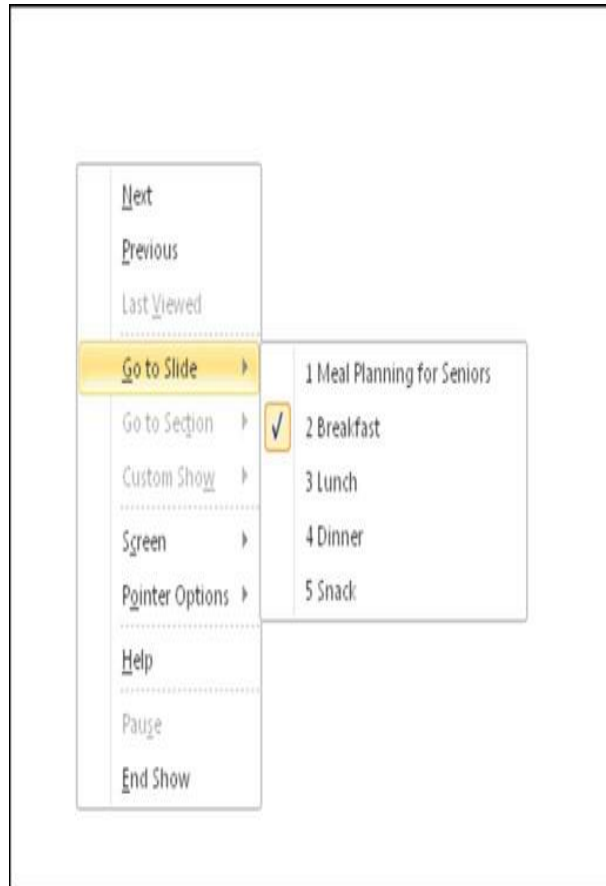 Next
Previous
Last Viewed
Go to Slide
Go to Section
Custom Show
Screen
Pointer Options
Help
Pause
End Show
1 Meal Planning for Seniors
2 Breakfast
3 Lunch
4 Dinner
5 Snack